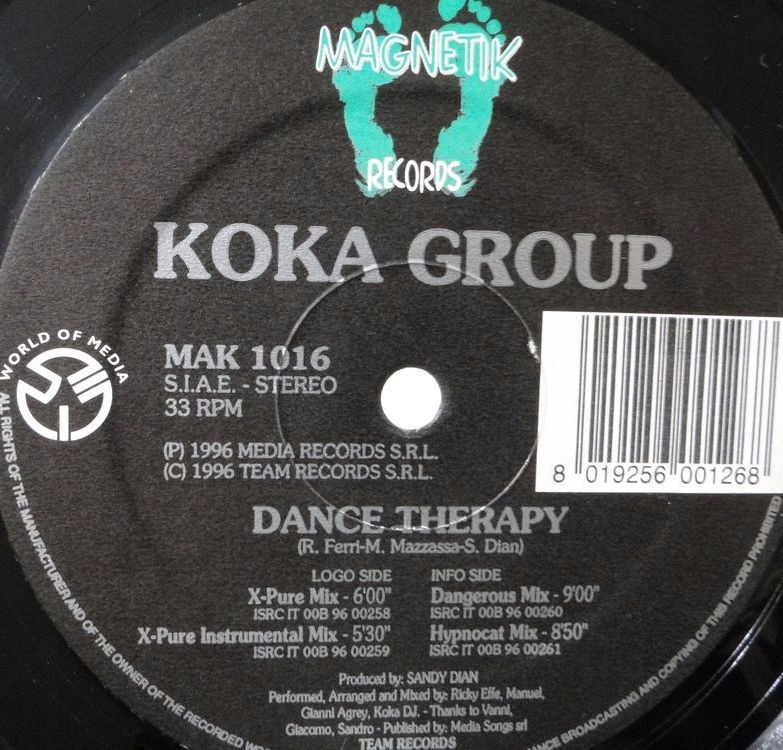 MAGNETIK
RECORDS
KOKA GROUP
WORLD OF MEDIA
MAK 1016
S.I.A.E. - STEREO
33 RPM
(P) 1996 MEDIA RECORDS S.R.L.
(C) 1996 TEAM RECORDS S.R.L.
8 019256 001268
DANCE THERAPY
(R. Ferri-M. Mazzassa-S. Dian)
LOGO SIDE
X-Pure Mix - 6'00"
ISRC IT 00B 96 00258
X-Pure Instrumental Mix - 5'30"
ISRC IT 00B 96 00259
INFO SIDE
Dangerous Mix - 9'00"
ISRC IT 00B 96 00260
Hypnocat Mix - 8'50"
ISRC IT 00B 96 00261
Produced by: SANDY DIAN
Performed, Arranged and Mixed by: Ricky Effe, Manuel,
Gianni Agrey, Koka DJ. - Thanks to Vanni,
Giacomo, Sandro - Published by: Media Songs srl
TEAM RECORDS
ALL RIGHTS OF THE MANUFACTURER AND OF THE OWNER OF THE RECORDED
BROADCASTING AND COPYING OF THIS RECORD PROHIBITED